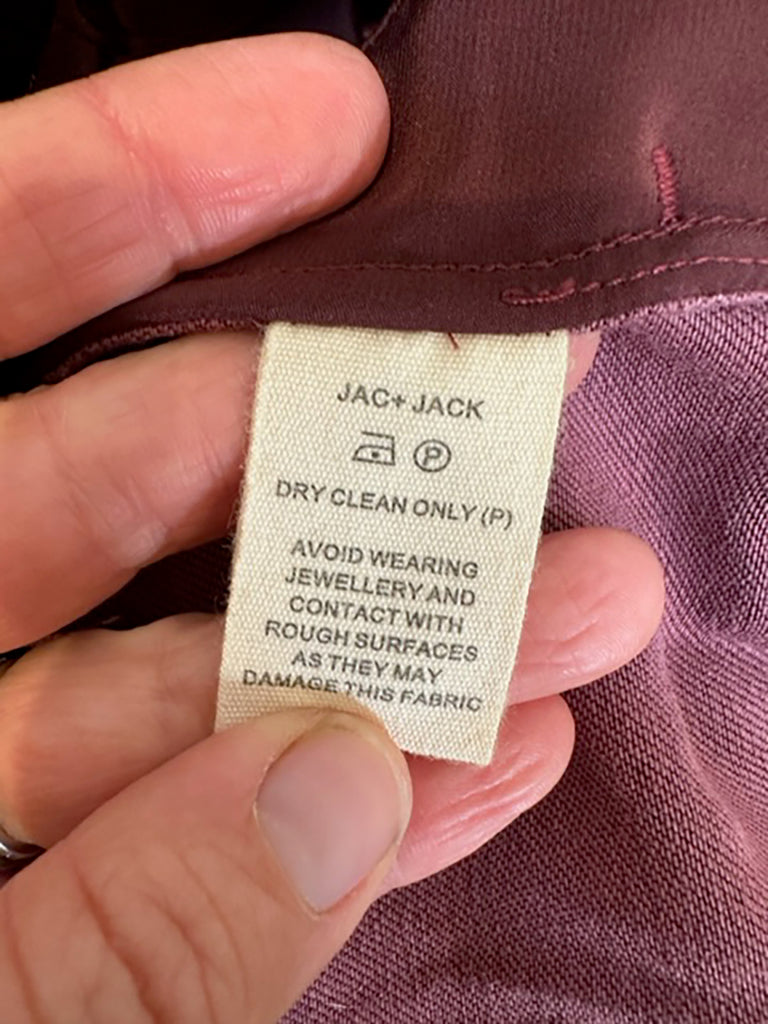 JAC+ JACK
P
DRY CLEAN ONLY (P)
AVOID WEARING
JEWELLERY AND
CONTACT WITH
ROUGH SURFACES
AS THEY MAY
DAMAGE THIS FABRIC